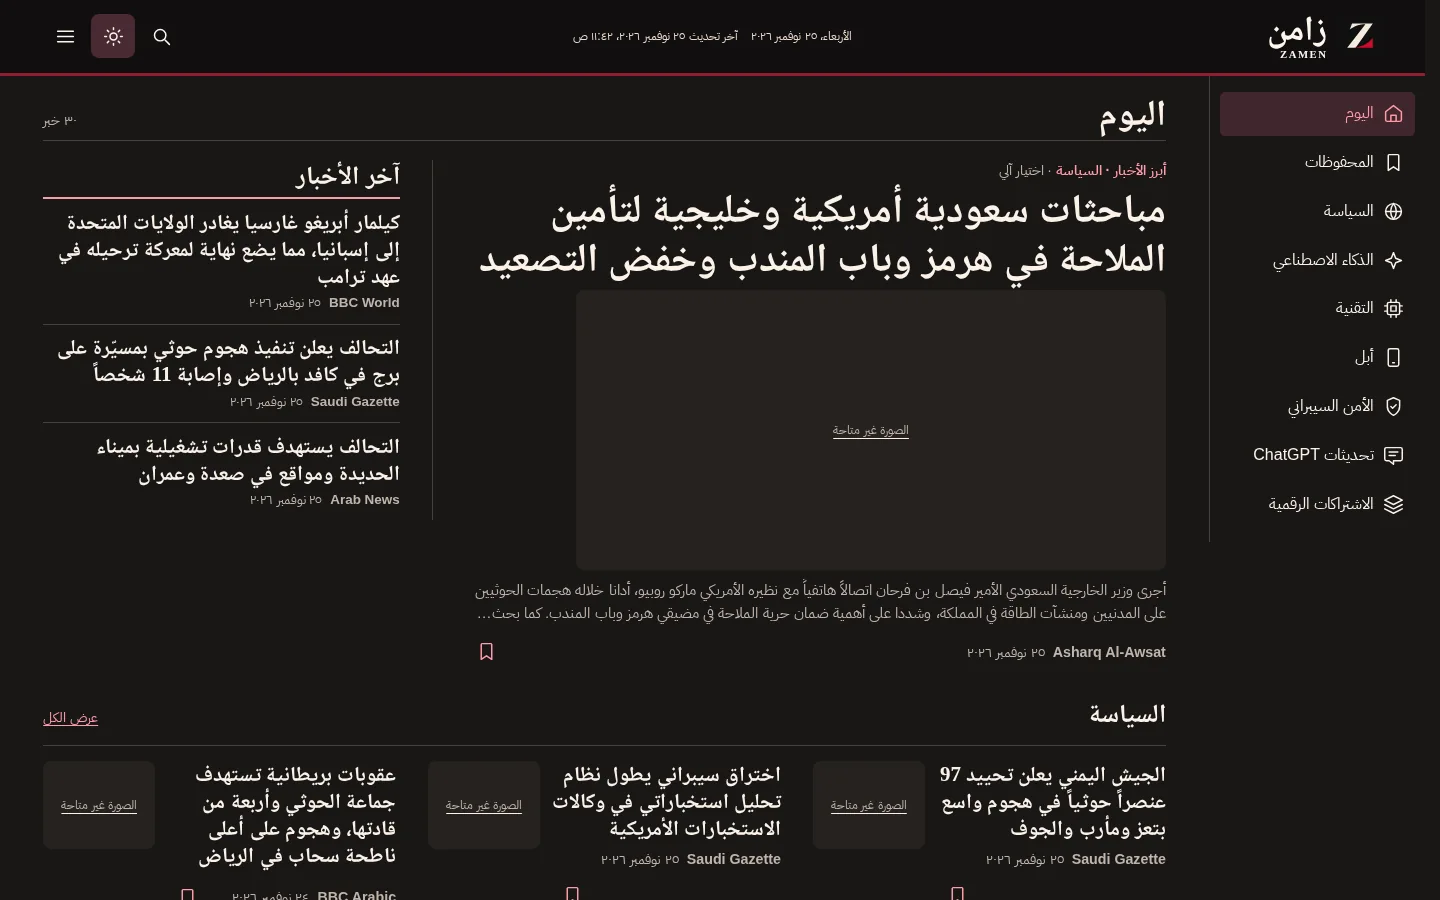 زامن
ZAMEN
الأربعاء، ٢٥ نوفمبر ٢٠٢٦
آخر تحديث ٢٥ نوفمبر ٢٠٢٦، ١١:٤٢ ص
اليوم
المحفوظات
السياسة
الذكاء الاصطناعي
التقنية
أبل
الأمن السيبراني
تحديثات ChatGPT
الاشتراكات الرقمية
اليوم
٣٠ خبر
أبرز الأخبار · السياسة · اختيار آلي
مباحثات سعودية أمريكية وخليجية لتأمين
الملاحة في هرمز وباب المندب وخفض التصعيد
الصورة غير متاحة
أجرى وزير الخارجية السعودي الأمير فيصل بن فرحان اتصالاً هاتفياً مع نظيره الأمريكي ماركو روبيو، أدانا خلاله هجمات الحوثيين
على المدنيين ومنشآت الطاقة في المملكة، وشددا على أهمية ضمان حرية الملاحة في مضيقي هرمز وباب المندب. كما بحث...
Asharq Al-Awsat ٢٥ نوفمبر ٢٠٢٦
آخر الأخبار
كيلمار أبريغو غارسيا يغادر الولايات المتحدة
إلى إسبانيا، مما يضع نهاية لمعركة ترحيله في
عهد ترامب
BBC World ٢٥ نوفمبر ٢٠٢٦
التحالف يعلن تنفيذ هجوم حوثي بمسيّرة على
برج في كافد بالرياض وإصابة 11 شخصاً
Saudi Gazette ٢٥ نوفمبر ٢٠٢٦
التحالف يستهدف قدرات تشغيلية بميناء
الحديدة ومواقع في صعدة وعمران
Arab News ٢٥ نوفمبر ٢٠٢٦
السياسة
عرض الكل
الجيش اليمني يعلن تحييد 97
عنصراً حوثياً في هجوم واسع
بتعز ومأرب والجوف
Saudi Gazette ٢٥ نوفمبر ٢٠٢٦
الصورة غير متاحة
اختراق سيبراني يطول نظام
تحليل استخباراتي في وكالات
الاستخبارات الأمريكية
Saudi Gazette ٢٥ نوفمبر ٢٠٢٦
الصورة غير متاحة
عقوبات بريطانية تستهدف
جماعة الحوثي وأربعة من
قادتها، وهجوم على أعلى
ناطحة سحاب في الرياض
BBC Arabic ٢٤ نوفمبر ٢٠٢٦
الصورة غير متاحة